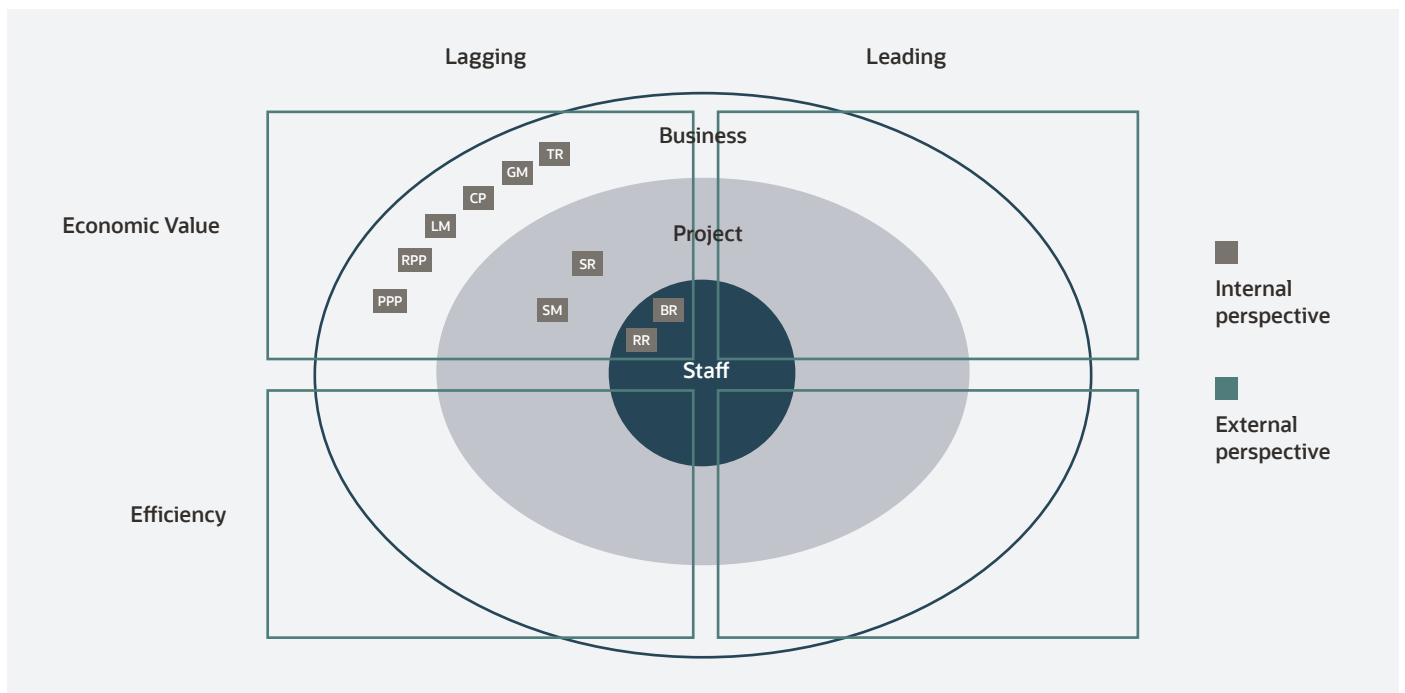 Lagging
Leading
Business
TR
GM
CP
Economic Value
LM
Project
RPP
SR
Internal
perspective
PPP
SM
BR
RR
Staff
External
perspective
Efficiency